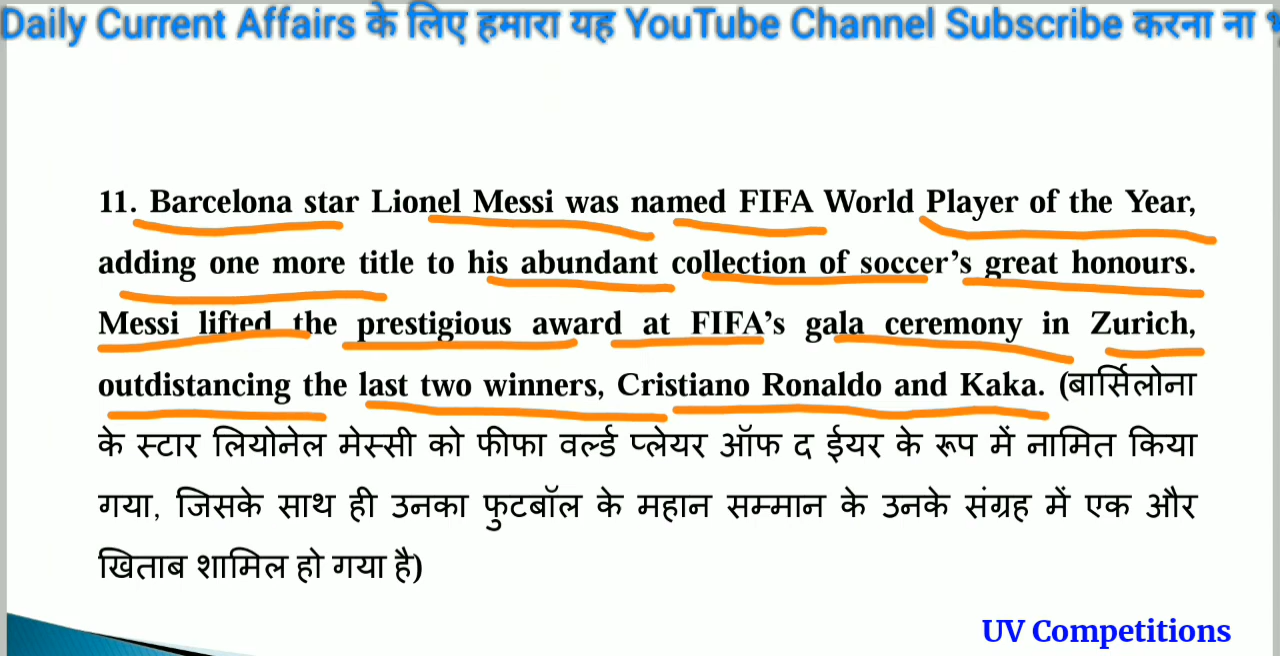 Daily Current Affairs के लिए हमारा यह YouTube Channel Subscribe करना ना
11. Barcelona star Lionel Messi was named FIFA World Player of the Year,
adding one more title to his abundant collection of soccer’s great honours.
Messi lifted the prestigious award at FIFA’s gala ceremony in Zurich,
outdistancing the last two winners, Cristiano Ronaldo and Kaka. (बार्सिलोना
के स्टार लियोनेल मेस्सी को फीफा वर्ल्ड प्लेयर ऑफ द ईयर के रूप में नामित किया
गया, जिसके साथ ही उनका फुटबॉल के महान सम्मान के उनके संग्रह में एक और
खिताब शामिल हो गया है)
UV Competitions